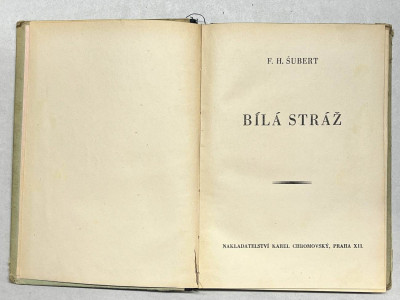 F. H. ŠUBERT
BÍLÁ STRÁŽ
NAKLADATELSTVÍ KAREL CHROMOVSKÝ, PRAHA XII.